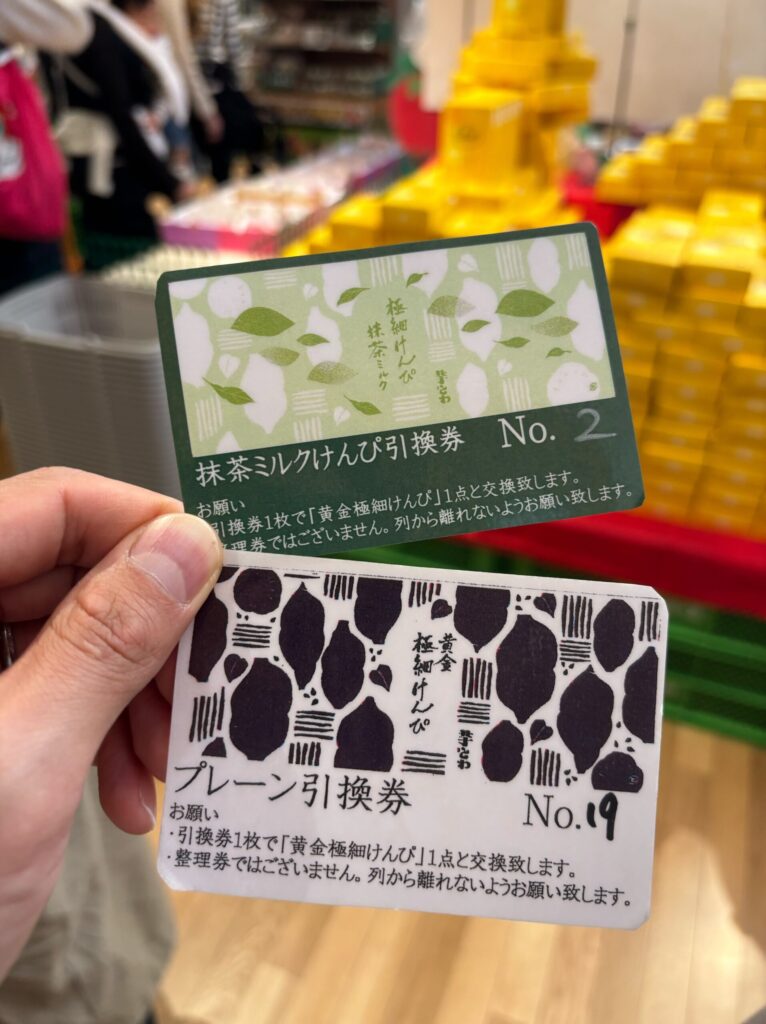 極細けんぴ
抹茶ミルク
抹茶ミルクけんぴ引換券 No. 2
お願い
引換券1枚で「黄金極細けんぴ」1点と交換致します。
整理券ではございません。列から離れないようお願い致します。
黄金
極細けんぴ
プレーン引換券 No.19
お願い
・引換券1枚で「黄金極細けんぴ」1点と交換致します。
・整理券ではございません。列から離れないようお願い致します。